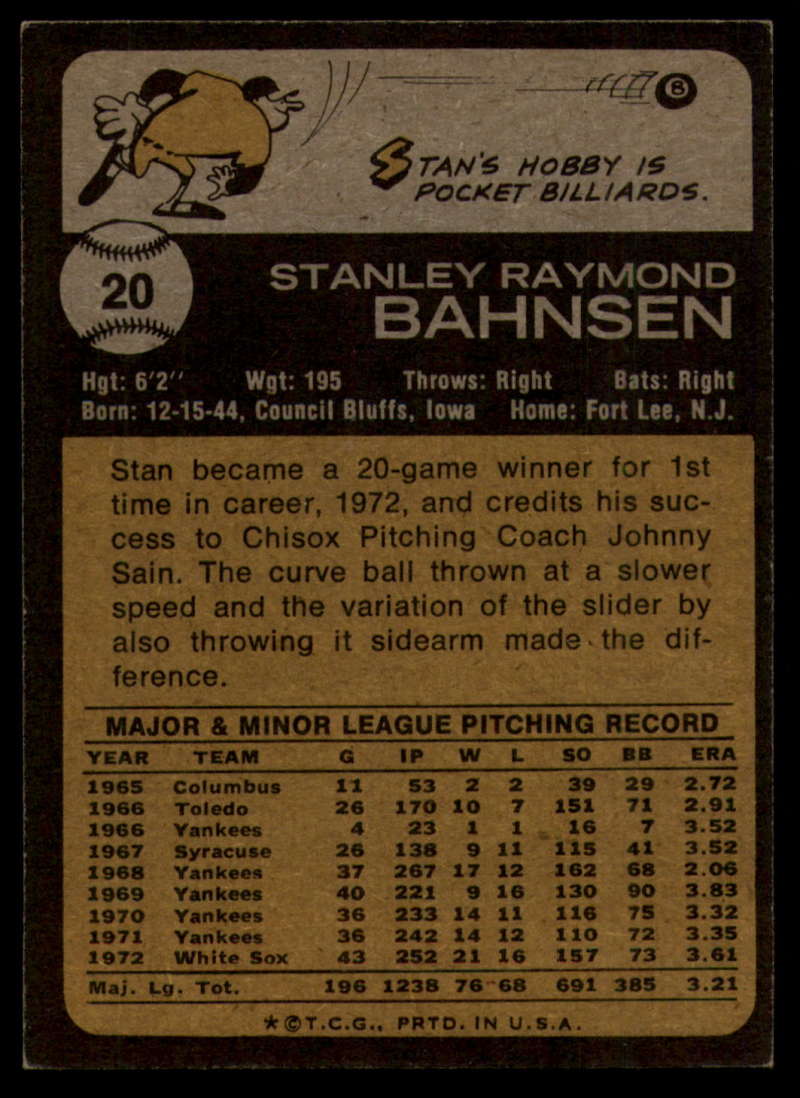 8
STAN'S HOBBY IS
POCKET BILLIARDS.
20
STANLEY RAYMOND
BAHNSEN
Hgt: 6'2'' Wgt: 195 Throws: Right Bats: Right
Born: 12-15-44, Council Bluffs, Iowa Home: Fort Lee, N.J.
Stan became a 20-game winner for 1st
time in career, 1972, and credits his suc-
cess to Chisox Pitching Coach Johnny
Sain. The curve ball thrown at a slower
speed and the variation of the slider by
also throwing it sidearm made the dif-
ference.
MAJOR & MINOR LEAGUE PITCHING RECORD
YEAR TEAM G IP W L SO BB ERA
1965 Columbus 11 53 2 2 39 29 2.72
1966 Toledo 26 170 10 7 151 71 2.91
1966 Yankees 4 23 1 1 16 7 3.52
1967 Syracuse 26 138 9 11 115 41 3.52
1968 Yankees 37 267 17 12 162 68 2.06
1969 Yankees 40 221 9 16 130 90 3.83
1970 Yankees 36 233 14 11 116 75 3.32
1971 Yankees 36 242 14 12 110 72 3.35
1972 White Sox 43 252 21 16 157 73 3.61
Maj. Lg. Tot. 196 1238 76 68 691 385 3.21
*©T.C.G., PRTD. IN U.S.A.